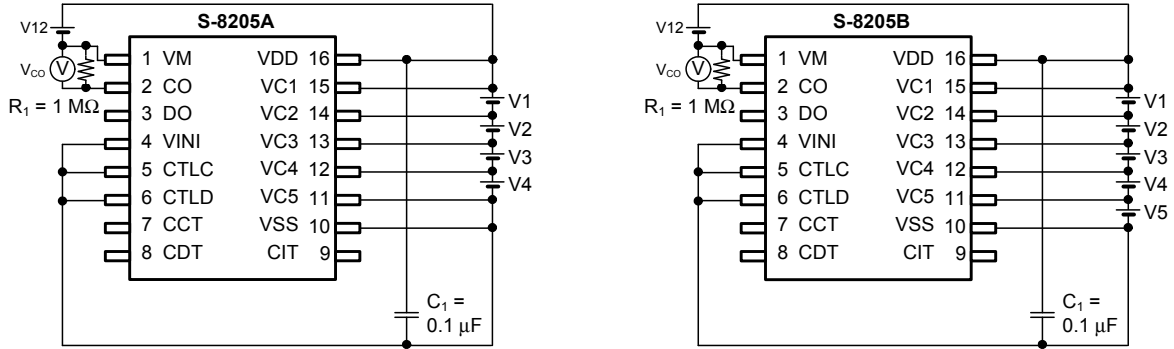 S-8205A
V12
VCO
V
R1 = 1 MΩ
1 VM
2 CO
3 DO
4 VINI
5 CTLC
6 CTLD
7 CCT
8 CDT
VDD 16
VC1 15
VC2 14
VC3 13
VC4 12
VC5 11
VSS 10
CIT 9
V1
V2
V3
V4
C1 =
0.1 μF
S-8205B
V12
VCO
V
R1 = 1 MΩ
1 VM
2 CO
3 DO
4 VINI
5 CTLC
6 CTLD
7 CCT
8 CDT
VDD 16
VC1 15
VC2 14
VC3 13
VC4 12
VC5 11
VSS 10
CIT 9
V1
V2
V3
V4
V5
C1 =
0.1 μF